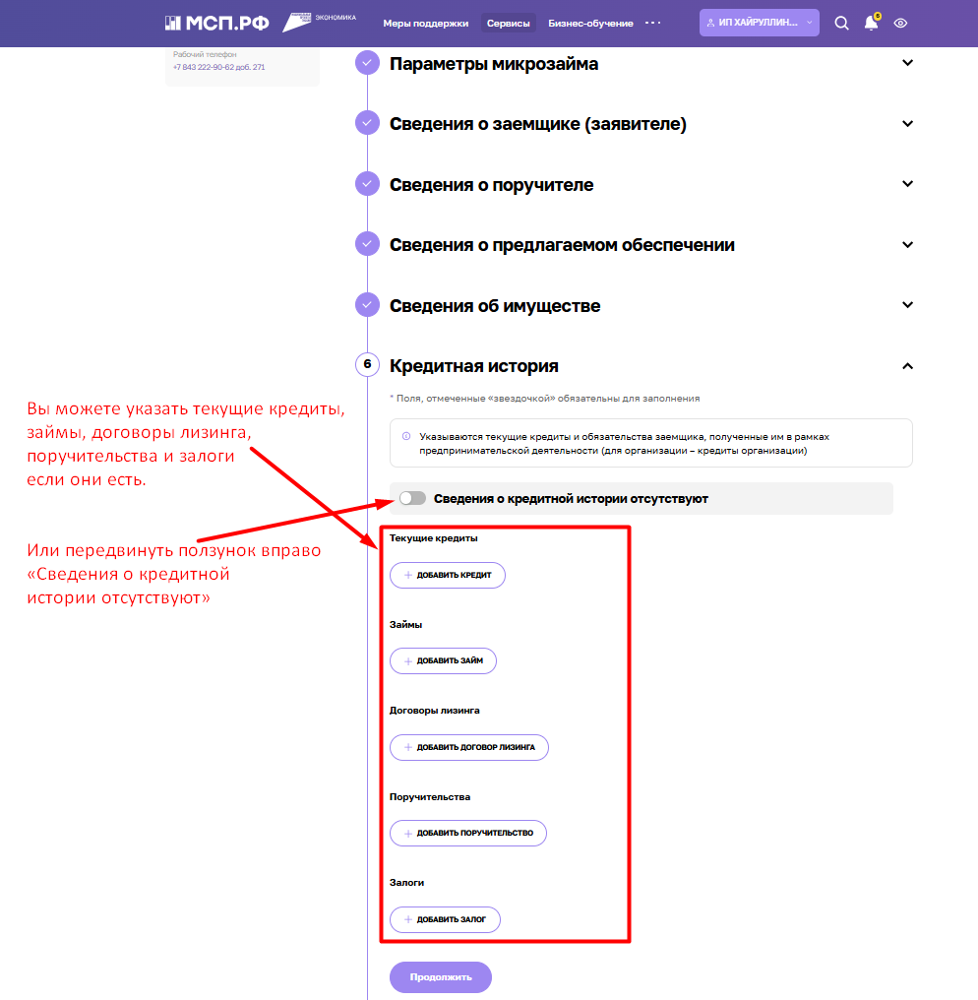 МСП.РФ
ЭКОНОМИКА
Меры поддержки
Сервисы
Бизнес-обучение
ИП ХАЙРУЛЛИН...
Рабочий телефон
+7 843 222-90-62 доб. 271
Параметры микрозайма
Сведения о заемщике (заявителе)
Сведения о поручителе
Сведения о предлагаемом обеспечении
Сведения об имуществе
6
Кредитная история
* Поля, отмеченные «звездочкой» обязательны для заполнения
Указываются текущие кредиты и обязательства заемщика, полученные им в рамках
предпринимательской деятельности (для организации – кредиты организации)
Вы можете указать текущие кредиты,
займы, договоры лизинга,
поручительства и залоги
если они есть.
Сведения о кредитной истории отсутствуют
Или передвинуть ползунок вправо
«Сведения о кредитной
истории отсутствуют»
Текущие кредиты
+ ДОБАВИТЬ КРЕДИТ
Займы
+ ДОБАВИТЬ ЗАЙМ
Договоры лизинга
+ ДОБАВИТЬ ДОГОВОР ЛИЗИНГА
Поручительства
+ ДОБАВИТЬ ПОРУЧИТЕЛЬСТВО
Залоги
+ ДОБАВИТЬ ЗАЛОГ
Продолжить